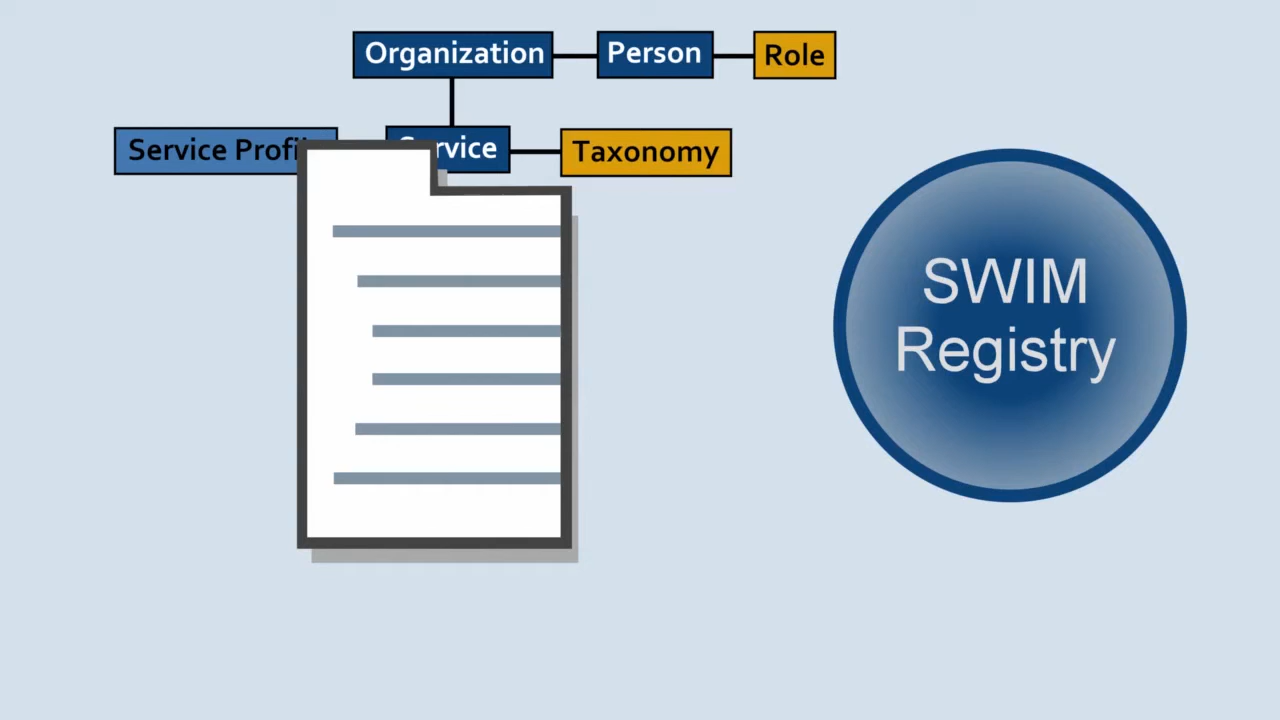 Organization
Person
Role
Service
Taxonomy
SWIM
Registry